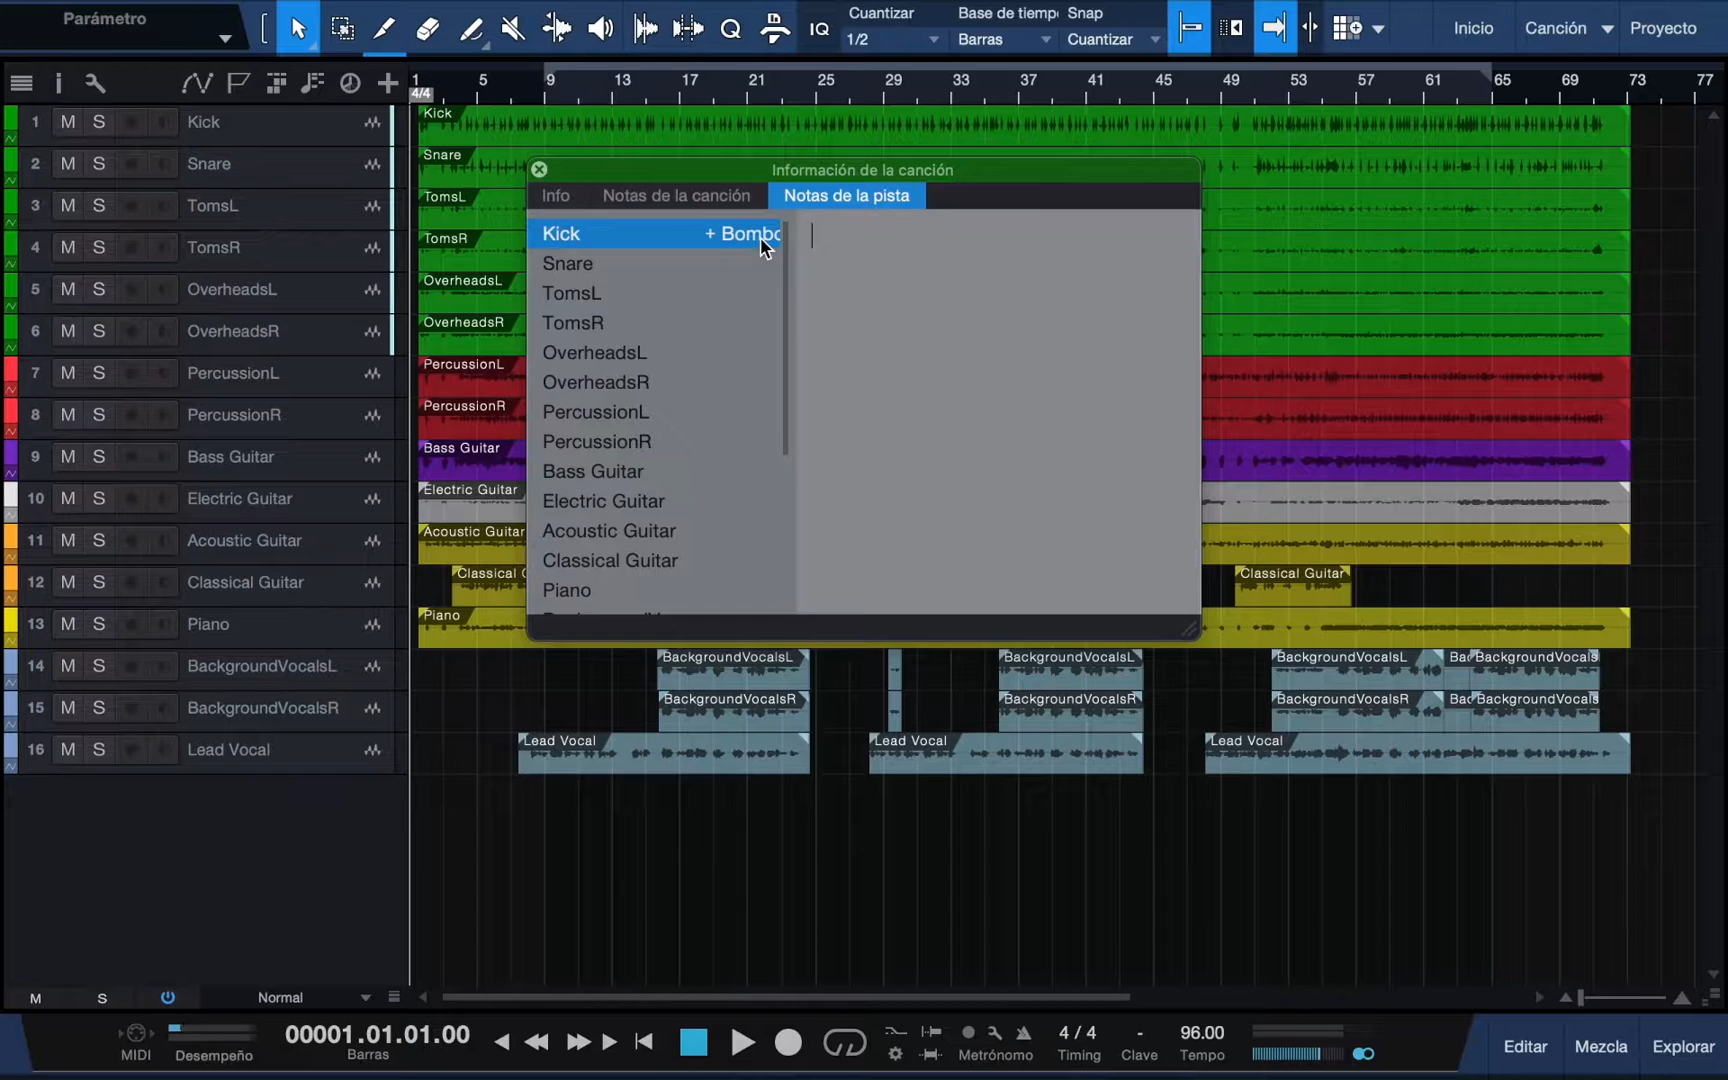 Parámetro
IQ
Cuantizar
1/2
Base de tiempo
Barras
Snap
Cuantizar
Inicio
Canción
Proyecto
1 5 9 13 17 21 25 29 33 37 41 45 49 53 57 61 65 69 73 77
4/4
1 M S Kick
2 M S Snare
3 M S TomsL
4 M S TomsR
5 M S OverheadsL
6 M S OverheadsR
7 M S PercussionL
8 M S PercussionR
9 M S Bass Guitar
10 M S Electric Guitar
11 M S Acoustic Guitar
12 M S Classical Guitar
13 M S Piano
14 M S BackgroundVocalsL
15 M S BackgroundVocalsR
16 M S Lead Vocal
Kick
Snare
TomsL
TomsR
OverheadsL
OverheadsR
PercussionL
PercussionR
Bass Guitar
Electric Guitar
Acoustic Guitar
Classical G
Classical Guitar
Piano
BackgroundVocalsL BackgroundVocalsL BackgroundVocalsL Bac BackgroundVocals
BackgroundVocalsR BackgroundVocalsR BackgroundVocalsR Bac BackgroundVocals
Lead Vocal Lead Vocal Lead Vocal
Información de la canción
Info Notas de la canción Notas de la pista
Kick + Bombo
Snare
TomsL
TomsR
OverheadsL
OverheadsR
PercussionL
PercussionR
Bass Guitar
Electric Guitar
Acoustic Guitar
Classical Guitar
Piano
M S Normal
MIDI
Desempeño
00001.01.01.00
Barras
Metrónomo
4 / 4
Timing
-
Clave
96.00
Tempo
Editar
Mezcla
Explorar